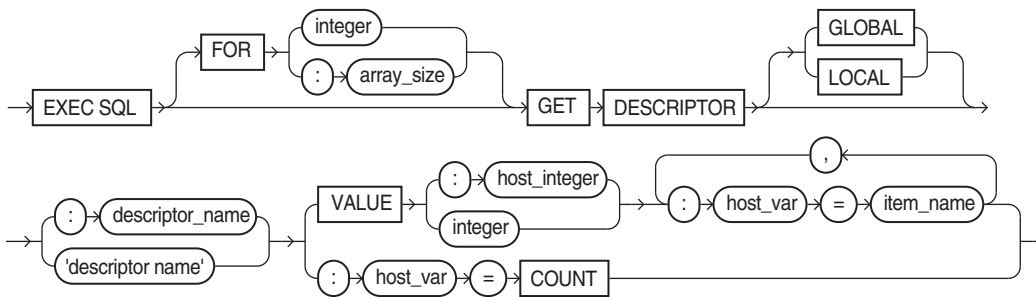 integer
GLOBAL
FOR
: array_size
LOCAL
EXEC SQL
GET DESCRIPTOR
,
: descriptor_name
VALUE
: host_integer
: host_var = item_name
'descriptor name'
integer
: host_var = COUNT